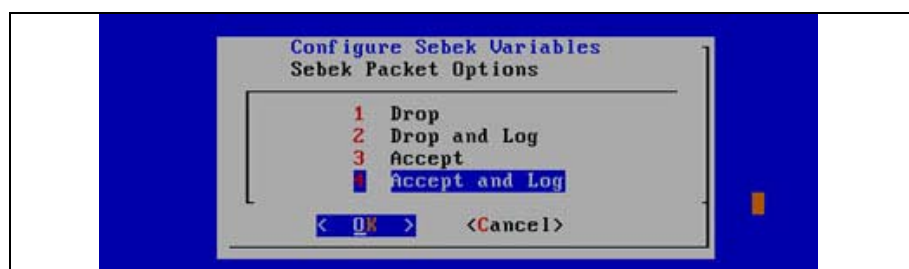 Configure Sebek Variables
Sebek Packet Options
1 Drop
2 Drop and Log
3 Accept
4 Accept and Log
< OK > <Cancel>